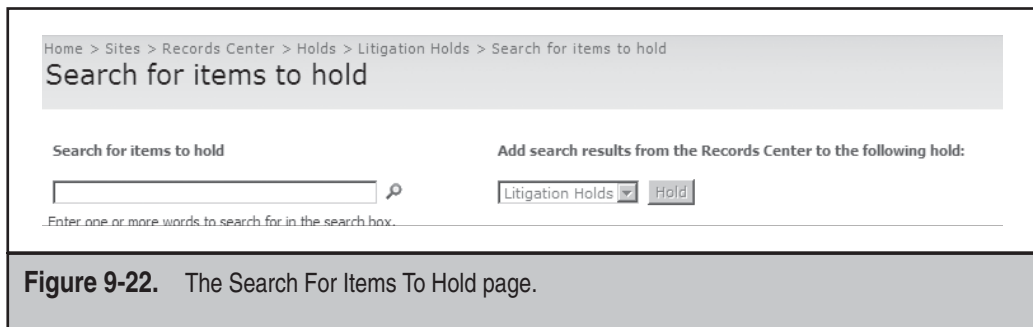 Home > Sites > Records Center > Holds > Litigation Holds > Search for items to hold
Search for items to hold
Search for items to hold
Add search results from the Records Center to the following hold:
Litigation Holds Hold
Enter one or more words to search for in the search box.
Figure 9-22. The Search For Items To Hold page.